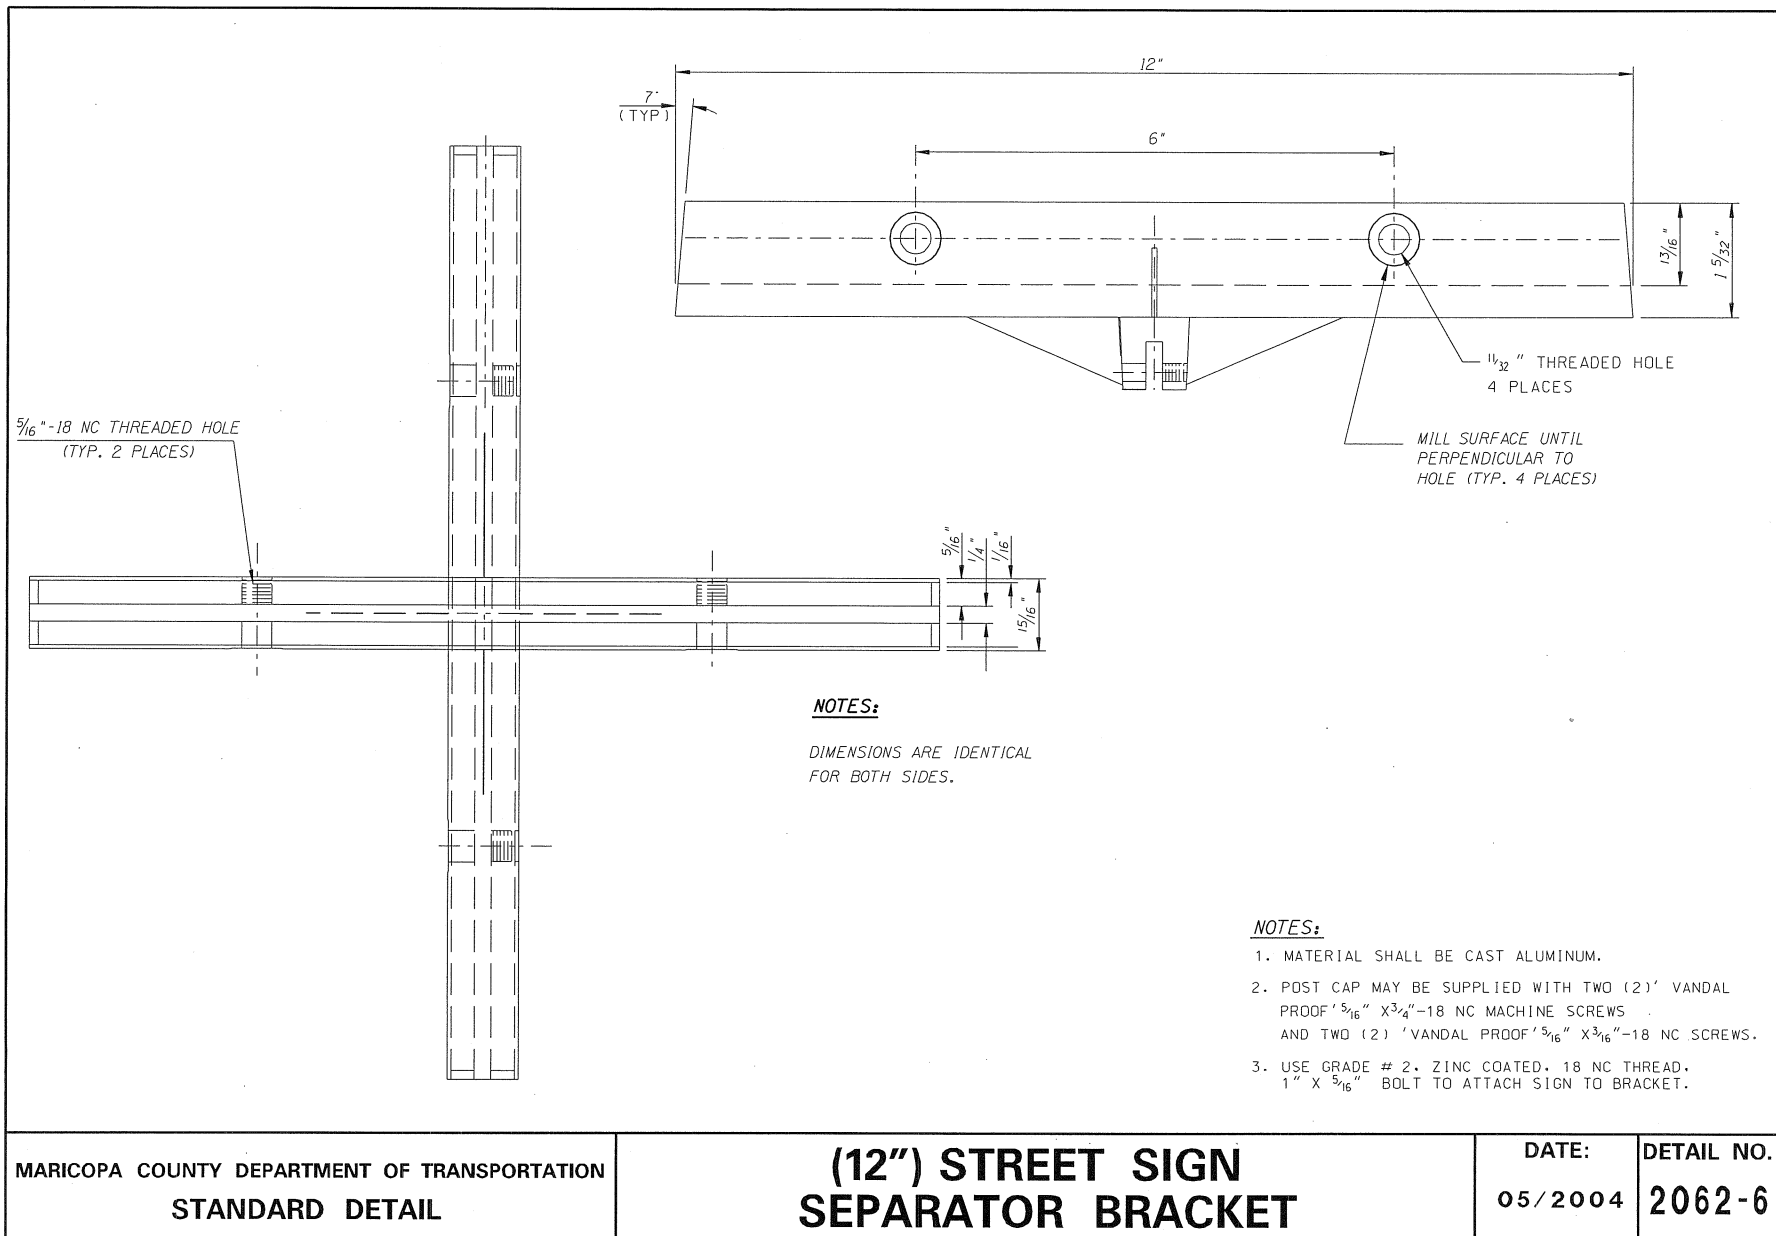 12"
7°
(TYP)
6"
13/16"
1 5/32"
11/32" THREADED HOLE
4 PLACES
MILL SURFACE UNTIL
PERPENDICULAR TO
HOLE (TYP. 4 PLACES)
5/16"-18 NC THREADED HOLE
(TYP. 2 PLACES)
5/16"
1/4"
1/16"
15/16"
NOTES:
DIMENSIONS ARE IDENTICAL
FOR BOTH SIDES.
NOTES:
1. MATERIAL SHALL BE CAST ALUMINUM.
2. POST CAP MAY BE SUPPLIED WITH TWO (2)' VANDAL
PROOF' 5/16" X3/4"-18 NC MACHINE SCREWS
AND TWO (2) 'VANDAL PROOF' 5/16" X3/16"-18 NC SCREWS.
3. USE GRADE # 2, ZINC COATED, 18 NC THREAD,
1" X 5/16" BOLT TO ATTACH SIGN TO BRACKET.
MARICOPA COUNTY DEPARTMENT OF TRANSPORTATION
STANDARD DETAIL
(12") STREET SIGN
SEPARATOR BRACKET
DATE:
05/2004
DETAIL NO.
2062-6